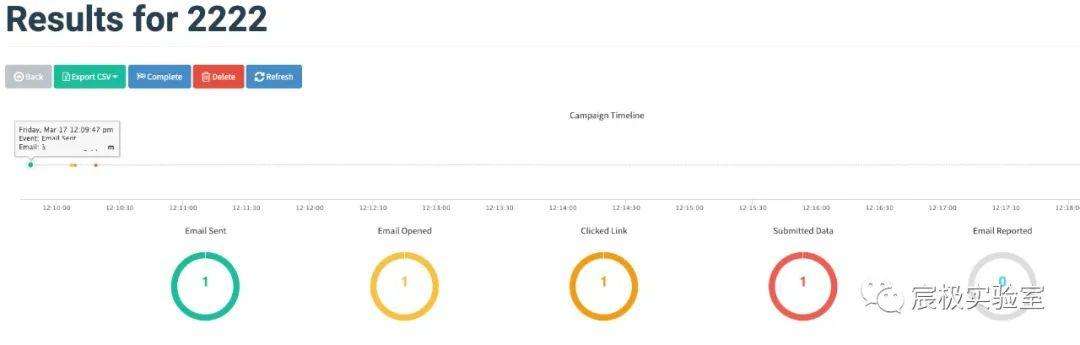 Results for 2222
Back Export CSV Complete Delete Refresh
Campaign Timeline
Friday, Mar 17 12:09:47 pm
Event: Email Sent
Email: m
12:10:00 12:10:30 12:11:00 12:11:30 12:12:00 12:12:30 12:13:00 12:13:30 12:14:00 12:14:30 12:15:00 12:15:30 12:16:00 12:16:30 12:17:00 12:17:30 12:18:0
Email Sent Email Opened Clicked Link Submitted Data Email Reported
1 1 1 1 0
宸极实验室